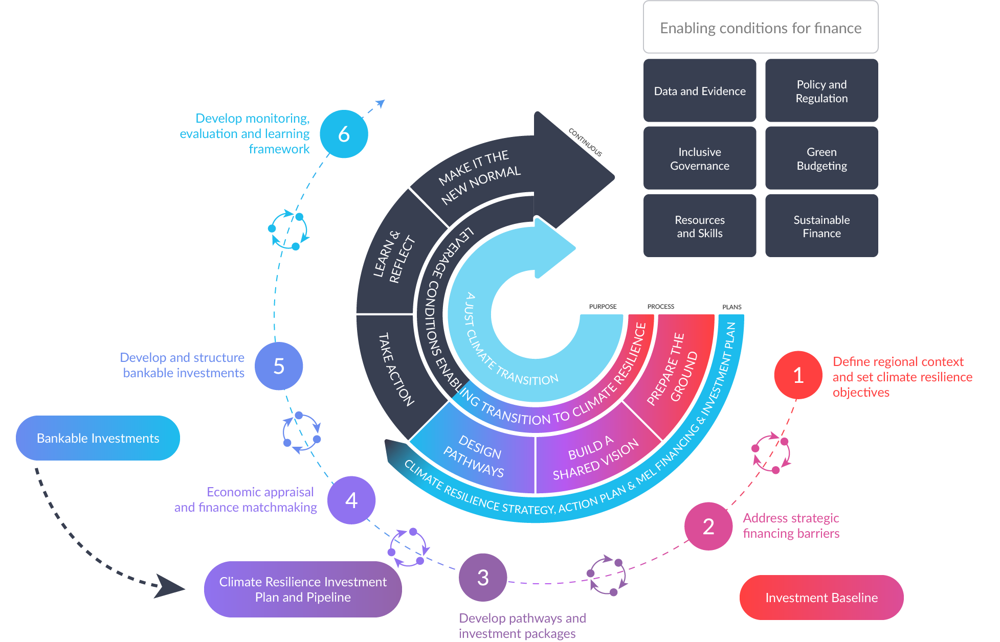 Enabling conditions for finance
Data and Evidence
Policy and
Regulation
Inclusive
Governance
Green
Budgeting
Resources
and Skills
Sustainable
Finance
CONTINUOUS
MAKE IT THE
NEW NORMAL
LEARN &
REFLECT
TAKE ACTION
DESIGN
PATHWAYS
BUILD A
SHARED VISION
PREPARE THE
GROUND
LEVERAGE CONDITIONS ENABLING TRANSITION TO CLIMATE RESILIENCE
A JUST CLIMATE TRANSITION
PURPOSE
PROCESS
PLANS
CLIMATE RESILIENCE STRATEGY, ACTION PLAN & MEL FINANCING & INVESTMENT PLAN
1
Define regional context
and set climate resilience
objectives
2
Address strategic
financing barriers
Investment Baseline
3
Develop pathways and
investment packages
4
Economic appraisal
and finance matchmaking
Climate Resilience Investment
Plan and Pipeline
5
Develop and structure
bankable investments
Bankable Investments
6
Develop monitoring,
evaluation and learning
framework